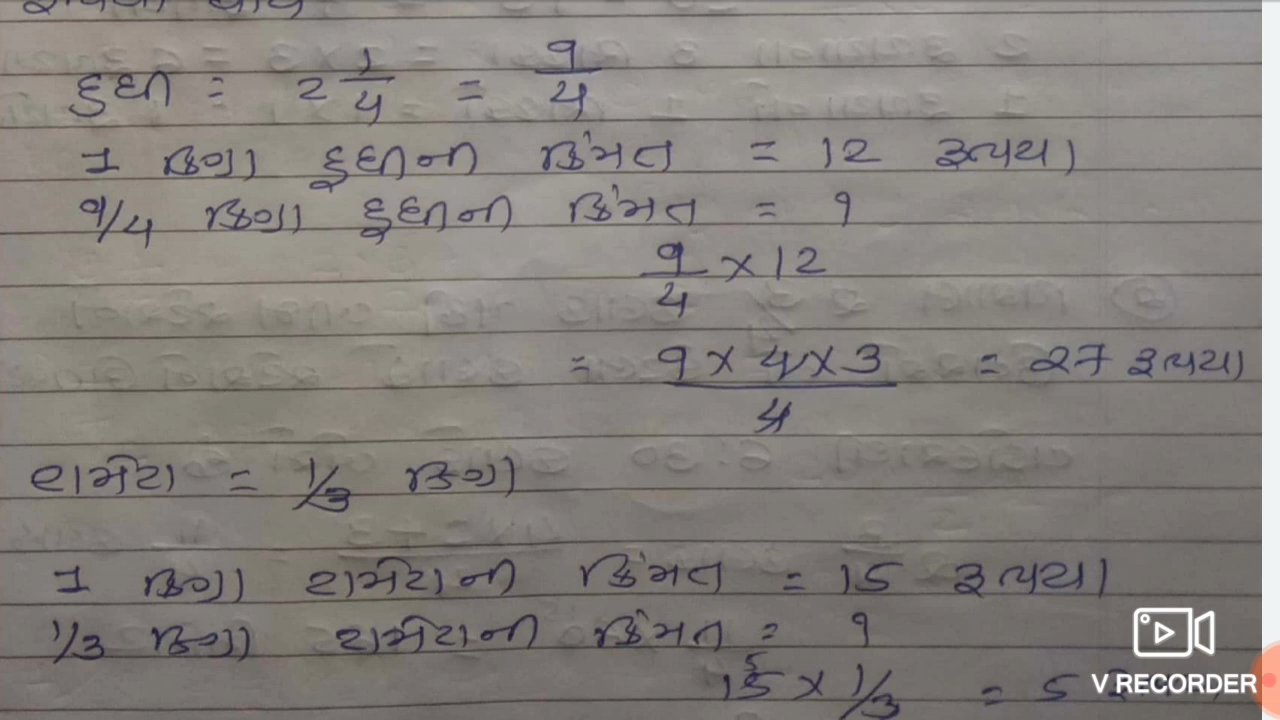 દુધી = 2 1/4 = 9/4
1 કિગ્રા દુધીની કિંમત = 12 રૂપિયા
9/4 કિગ્રા દુધીની કિંમત = ?
9/4 × 12
= 9 × 4 × 3 / 4 = 27 રૂપિયા
ટામેટા = 1/3 કિગ્રા
1 કિગ્રા ટામેટાની કિંમત = 15 રૂપિયા
1/3 કિગ્રા ટામેટાની કિંમત = ?
5
15 × 1/3 = 5
V RECORDER